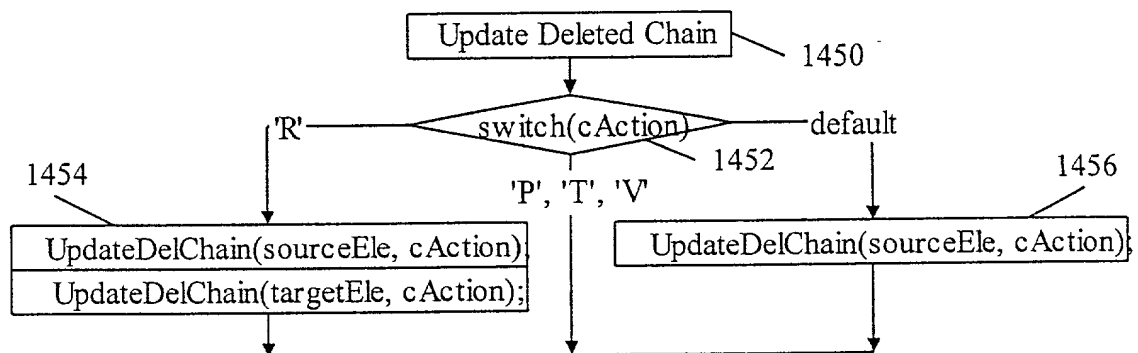 Update Deleted Chain
1450
'R'
switch(cAction)
default
1452
'P', 'T', 'V'
1454
1456
UpdateDelChain(sourceEle, cAction);
UpdateDelChain(sourceEle, cAction);
UpdateDelChain(targetEle, cAction);